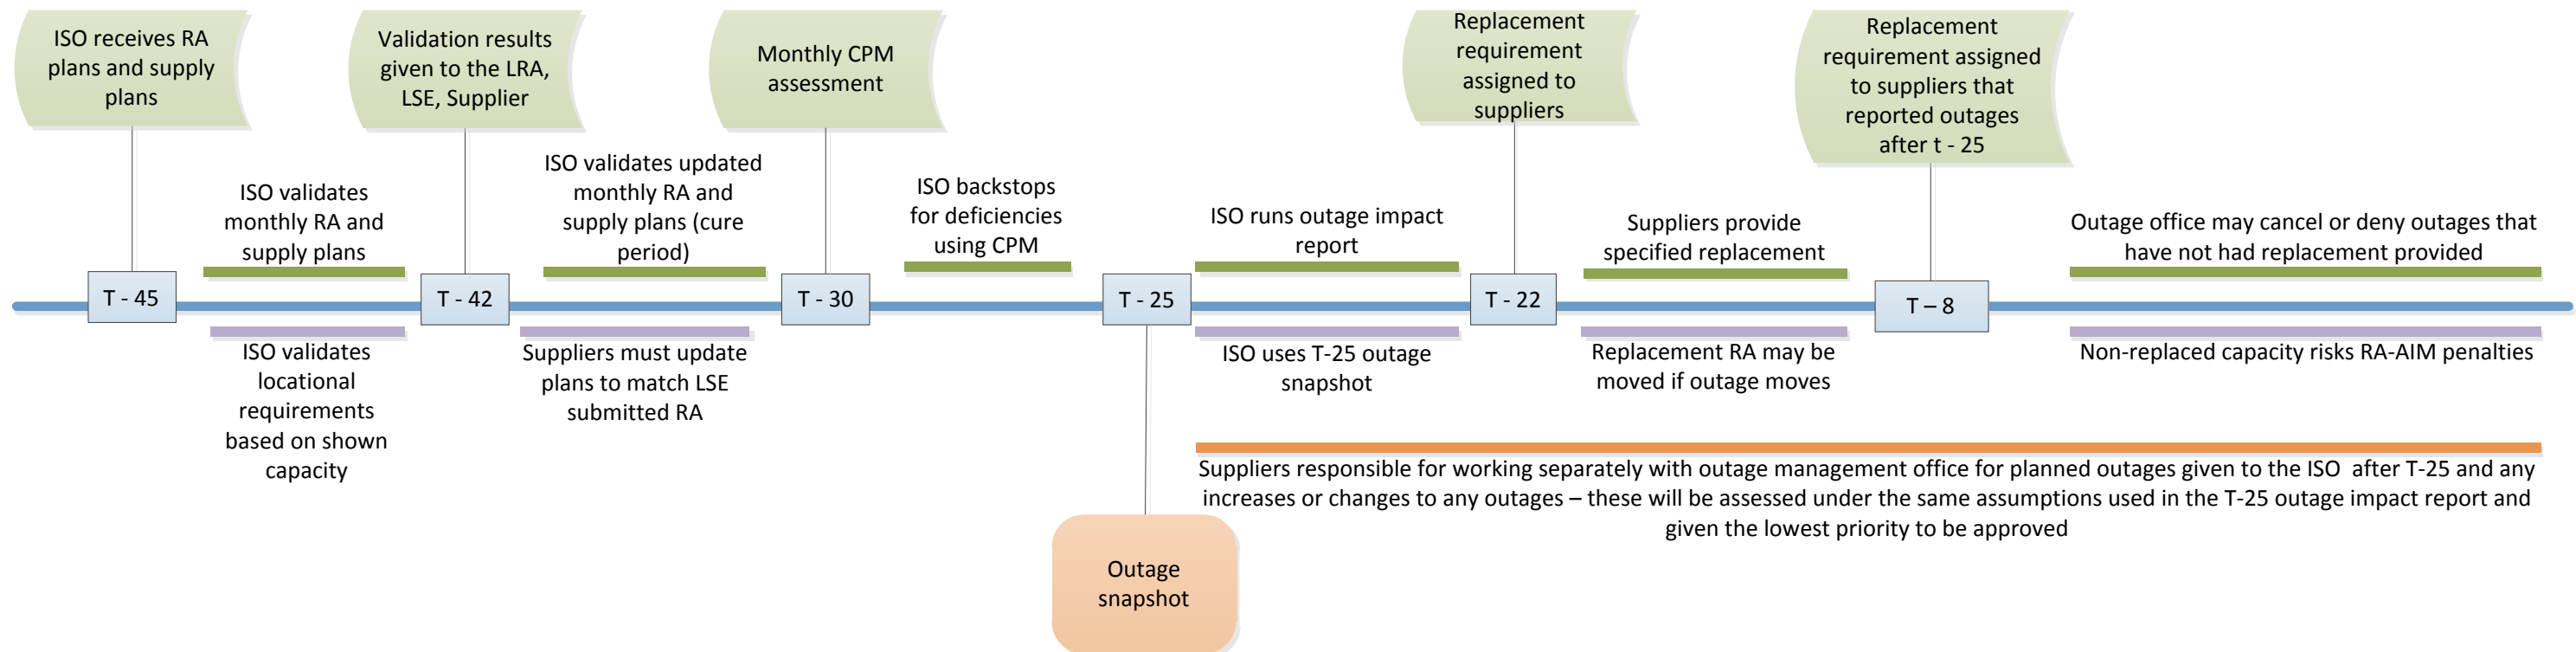 ISO receives RA
plans and supply
plans
Validation results
given to the LRA,
LSE, Supplier
Monthly CPM
assessment
Replacement
requirement
assigned to
suppliers
Replacement
requirement assigned
to suppliers that
reported outages
after t - 25
ISO validates
monthly RA and
supply plans
ISO validates updated
monthly RA and
supply plans (cure
period)
ISO backstops
for deficiencies
using CPM
ISO runs outage impact
report
Suppliers provide
specified replacement
Outage office may cancel or deny outages that
have not had replacement provided
T - 45
T - 42
T - 30
T - 25
T - 22
T – 8
ISO validates
locational
requirements
based on shown
capacity
Suppliers must update
plans to match LSE
submitted RA
ISO uses T-25 outage
snapshot
Replacement RA may be
moved if outage moves
Non-replaced capacity risks RA-AIM penalties
Suppliers responsible for working separately with outage management office for planned outages given to the ISO  after T-25 and any
increases or changes to any outages – these will be assessed under the same assumptions used in the T-25 outage impact report and
given the lowest priority to be approved
Outage
snapshot